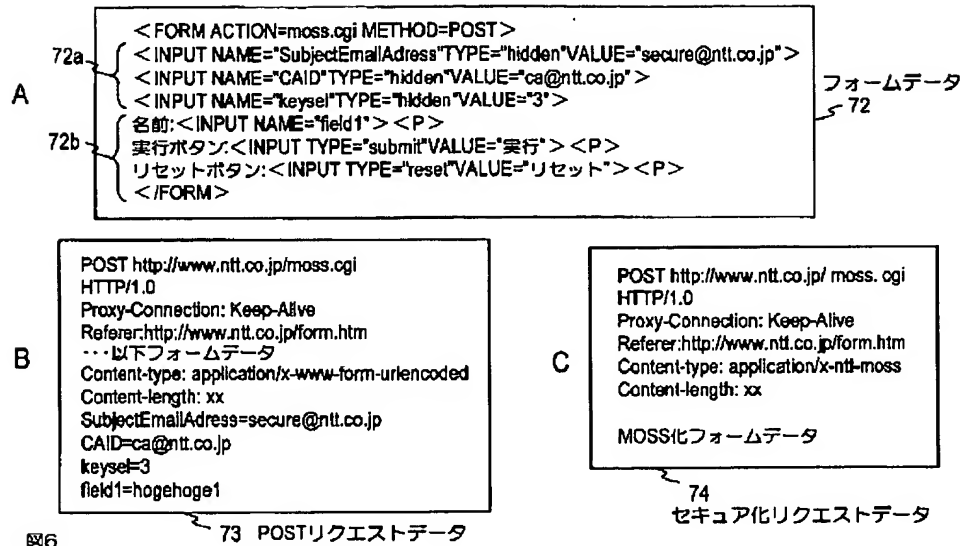 <FORM ACTION=moss.cgi METHOD=POST>
72a
<INPUT NAME="SubjectEmailAdress"TYPE="hidden"VALUE="secure@ntt.co.jp">
<INPUT NAME="CAID"TYPE="hidden"VALUE="ca@ntt.co.jp">
<INPUT NAME="keysel"TYPE="hidden"VALUE="3">
A
フォームデータ
72
72b
名前:<INPUT NAME="field1"><P>
実行ボタン:<INPUT TYPE="submit"VALUE="実行"><P>
リセットボタン:<INPUT TYPE="reset"VALUE="リセット"><P>
</FORM>
B
POST http://www.ntt.co.jp/moss.cgi
HTTP/1.0
Proxy-Connection: Keep-Alive
Referer:http://www.ntt.co.jp/form.htm
・・・以下フォームデータ
Content-type: application/x-www-form-urlencoded
Content-length: xx
SubjectEmailAdress=secure@ntt.co.jp
CAID=ca@ntt.co.jp
keysel=3
field1=hogehoge1
73 POSTリクエストデータ
C
POST http://www.ntt.co.jp/ moss. cgi
HTTP/1.0
Proxy-Connection: Keep-Alive
Referer:http://www.ntt.co.jp/form.htm
Content-type: application/x-ntt-moss
Content-length: xx
MOSS化フォームデータ
74
セキュア化リクエストデータ
図6